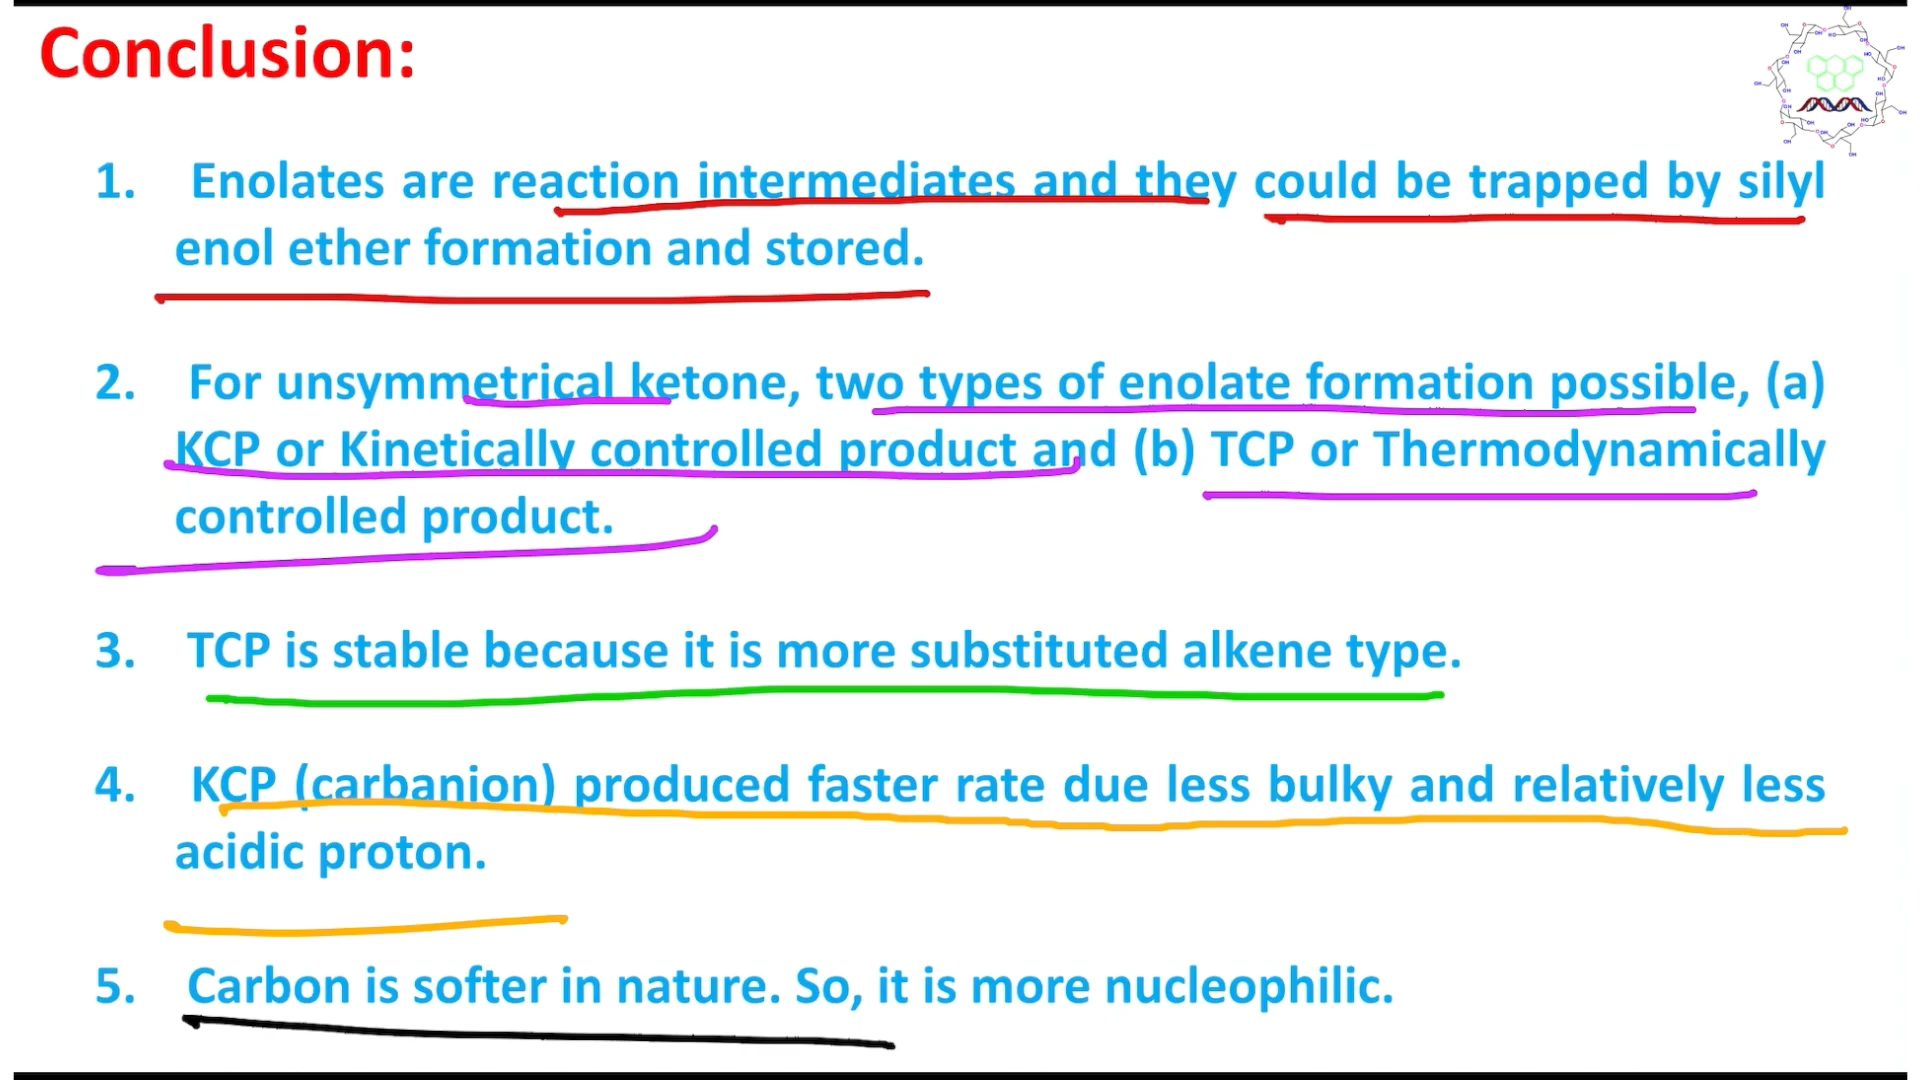 Conclusion:
1. Enolates are reaction intermediates and they could be trapped by silyl
enol ether formation and stored.
2. For unsymmetrical ketone, two types of enolate formation possible, (a)
KCP or Kinetically controlled product and (b) TCP or Thermodynamically
controlled product.
3. TCP is stable because it is more substituted alkene type.
4. KCP (carbanion) produced faster rate due less bulky and relatively less
acidic proton.
5. Carbon is softer in nature. So, it is more nucleophilic.